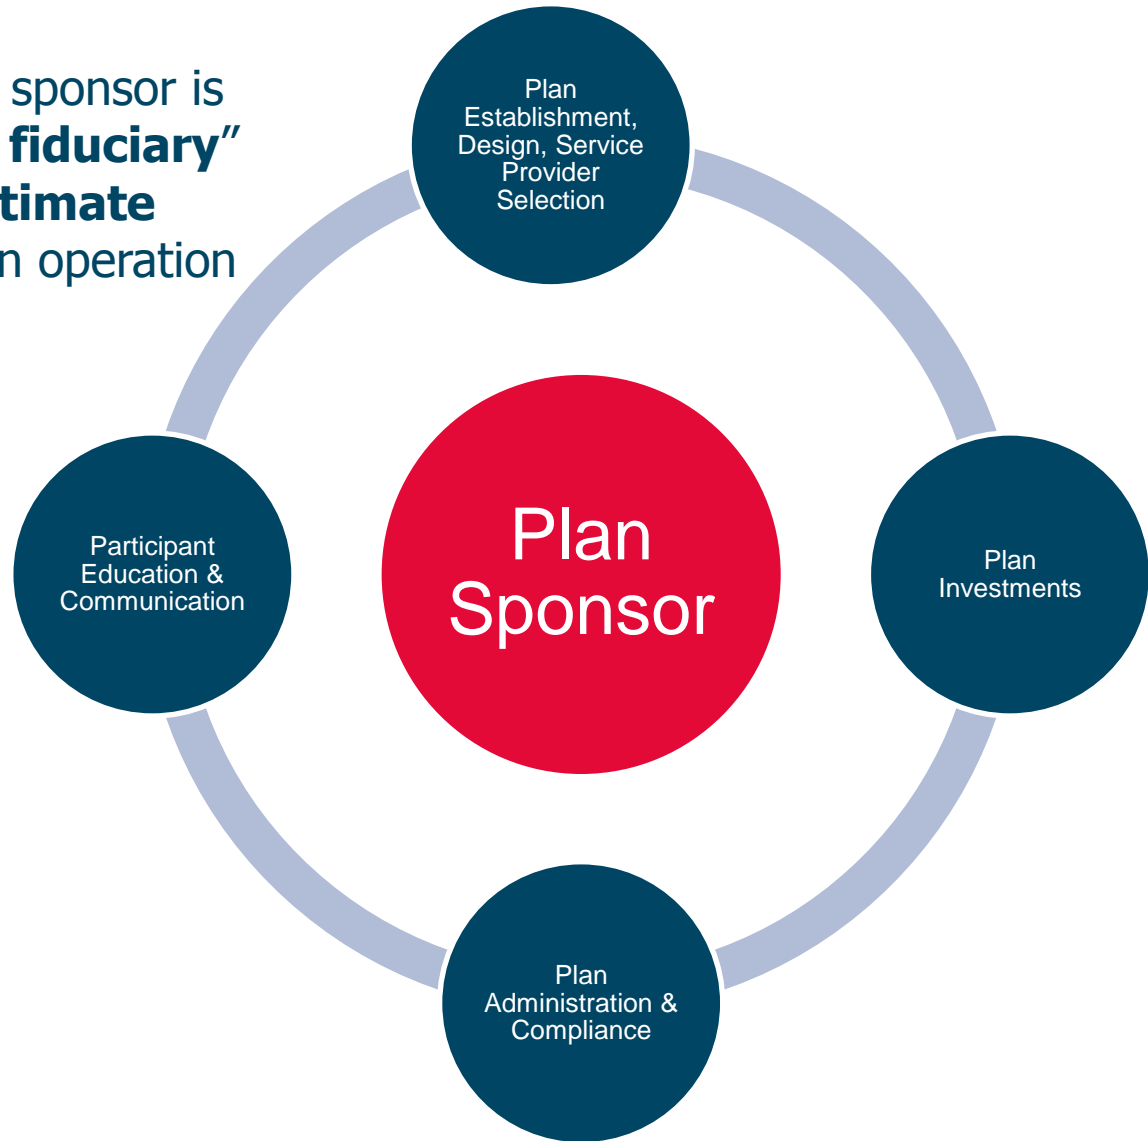 sponsor is
fiduciary”
timate
n operation
Plan
Establishment,
Design, Service
Provider
Selection
Participant
Education &
Communication
Plan
Sponsor
Plan
Investments
Plan
Administration &
Compliance